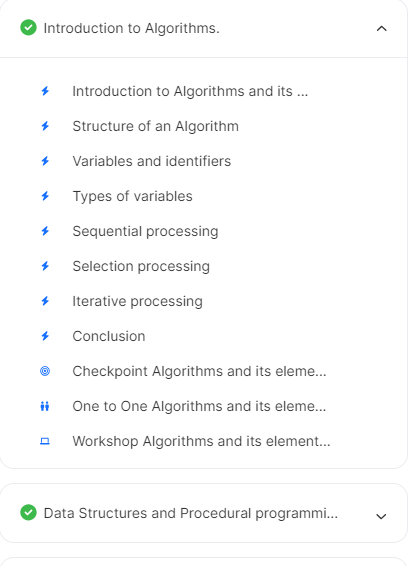 Introduction to Algorithms.
Introduction to Algorithms and its ...
Structure of an Algorithm
Variables and identifiers
Types of variables
Sequential processing
Selection processing
Iterative processing
Conclusion
Checkpoint Algorithms and its eleme...
One to One Algorithms and its eleme...
Workshop Algorithms and its element...
Data Structures and Procedural programmi...